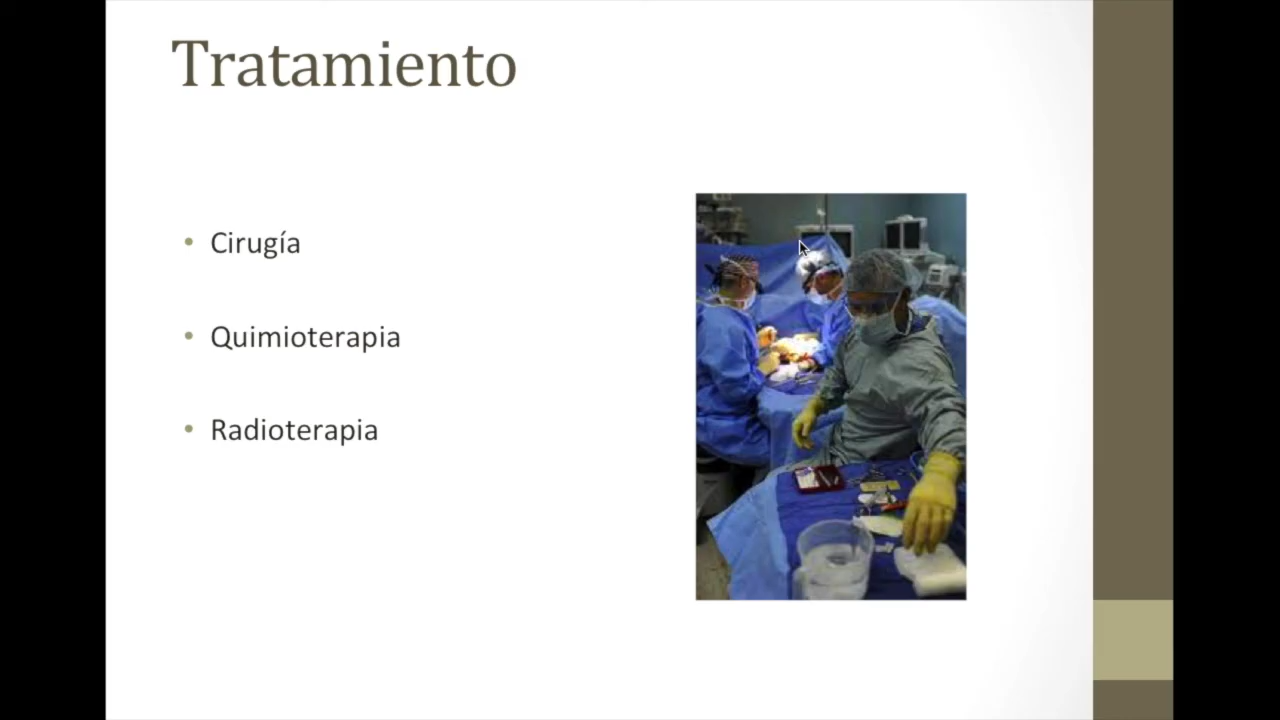 Tratamiento
• Cirugía
• Quimioterapia
• Radioterapia